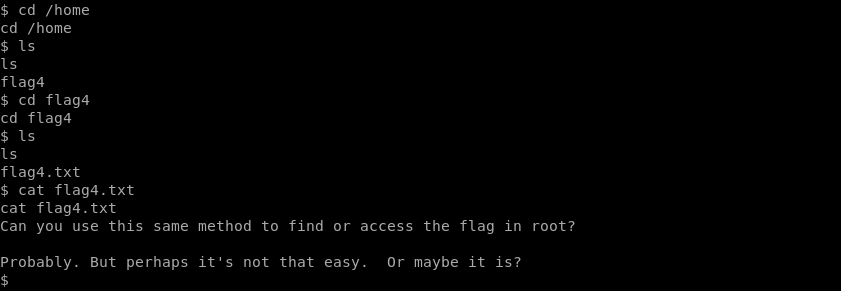 $ cd /home
cd /home
$ ls
ls
flag4
$ cd flag4
cd flag4
$ ls
ls
flag4.txt
$ cat flag4.txt
cat flag4.txt
Can you use this same method to find or access the flag in root?
Probably. But perhaps it's not that easy.  Or maybe it is?
$